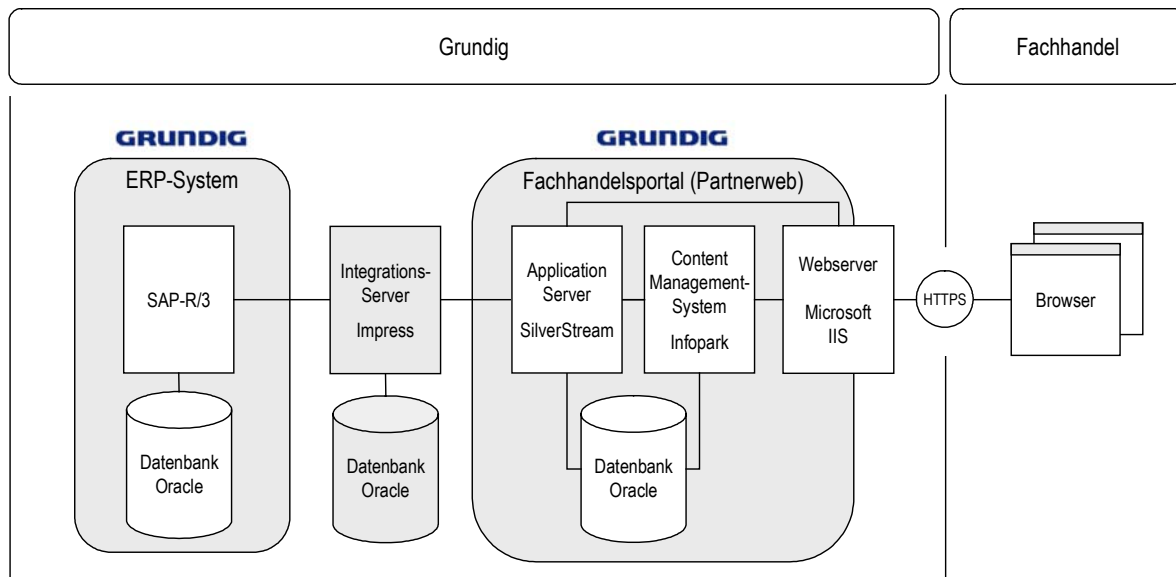 Grundig
Fachhandel
GRUNDIG
ERP-System
SAP-R/3
Datenbank
Oracle
Integrations-
Server
Impress
Datenbank
Oracle
GRUNDIG
Fachhandelsportal (Partnerweb)
Application
Server
SilverStream
Content
Management-
System
Infopark
Webserver
Microsoft
IIS
Datenbank
Oracle
HTTPS
Browser